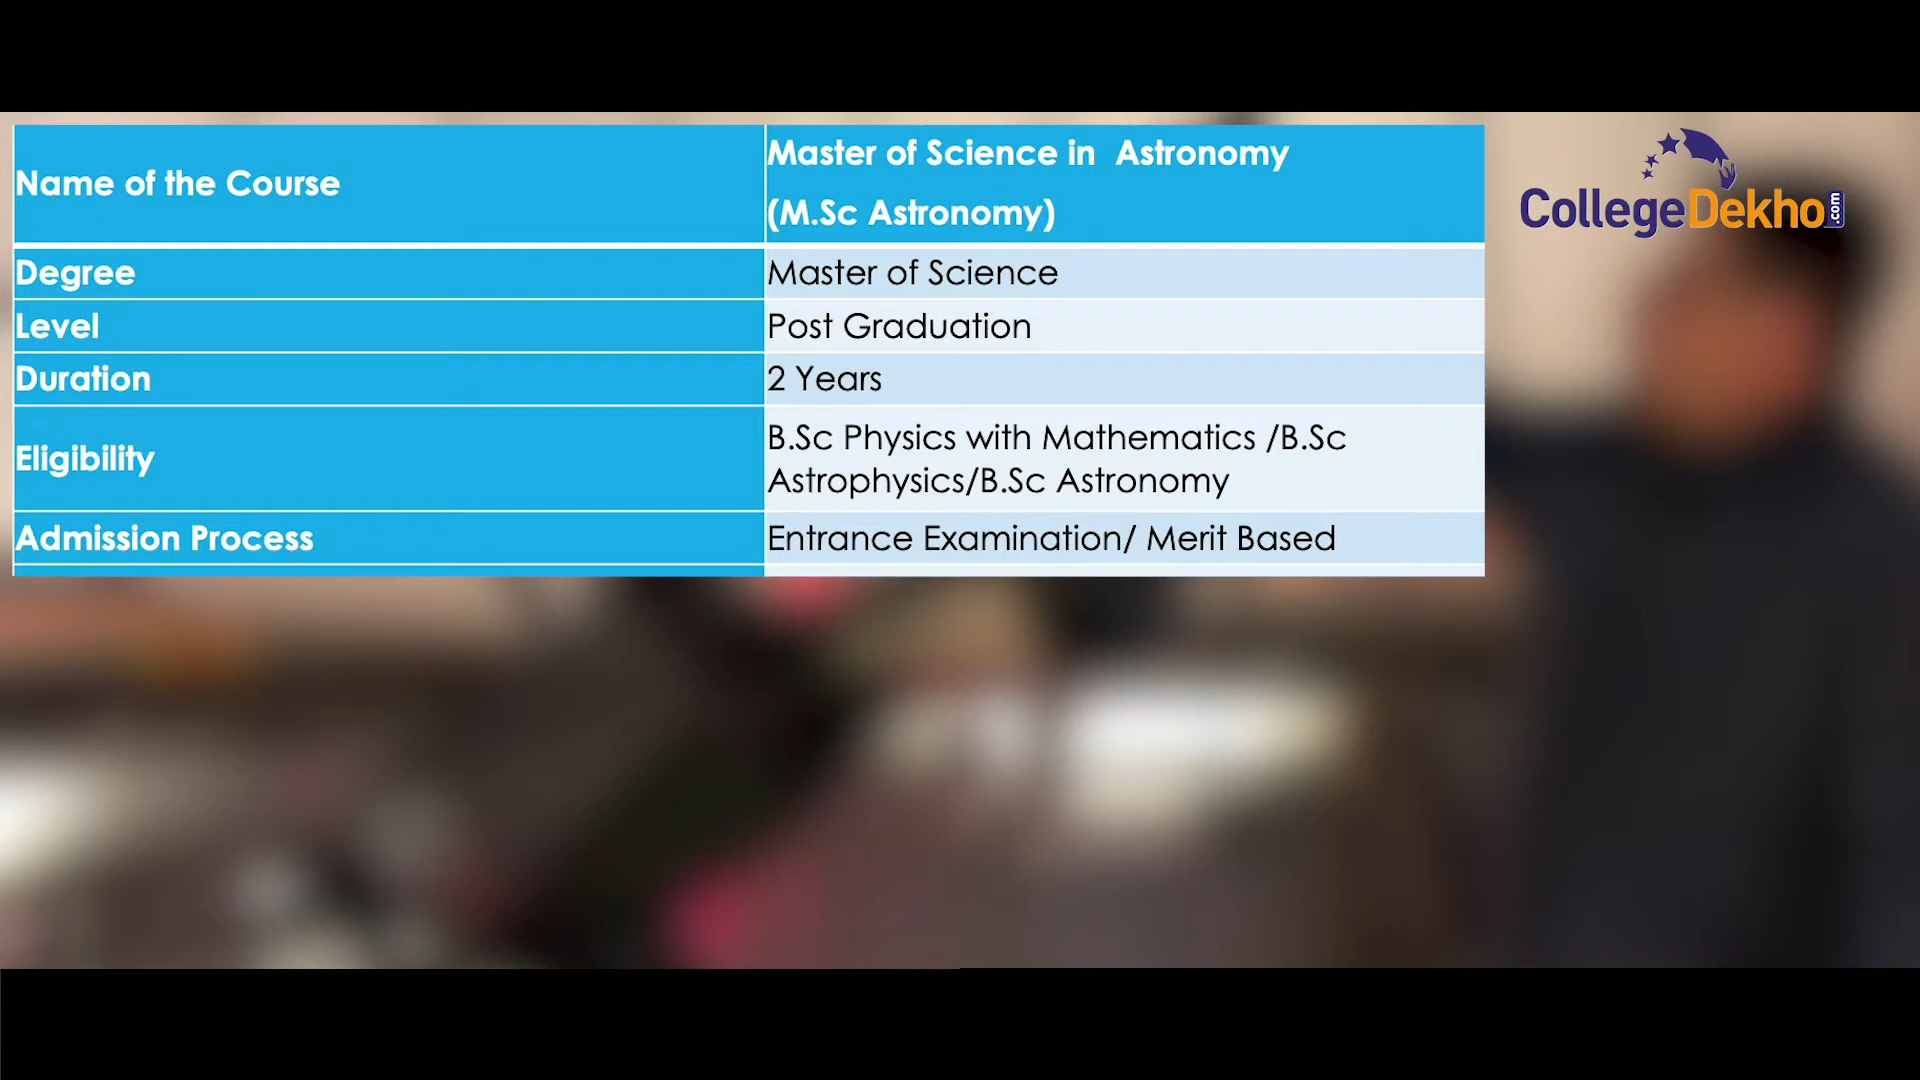 Name of the Course
Master of Science in  Astronomy
(M.Sc Astronomy)
Degree
Master of Science
Level
Post Graduation
Duration
2 Years
Eligibility
B.Sc Physics with Mathematics /B.Sc
Astrophysics/B.Sc Astronomy
Admission Process
Entrance Examination/ Merit Based
CollegeDekho.com